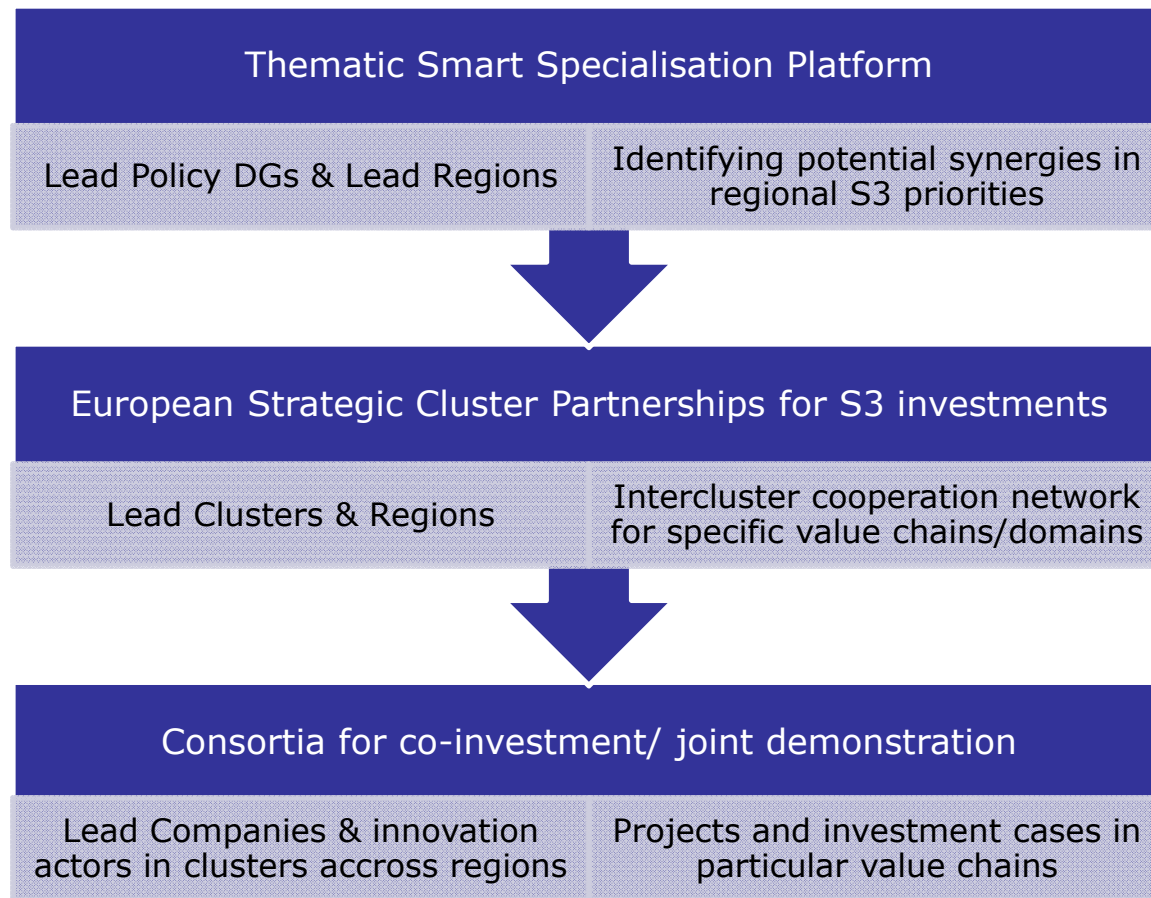 Thematic Smart Specialisation Platform
Lead Policy DGs & Lead Regions
Identifying potential synergies in
regional S3 priorities
European Strategic Cluster Partnerships for S3 investments
Lead Clusters & Regions
Intercluster cooperation network
for specific value chains/domains
Consortia for co-investment/ joint demonstration
Lead Companies & innovation
actors in clusters accross regions
Projects and investment cases in
particular value chains